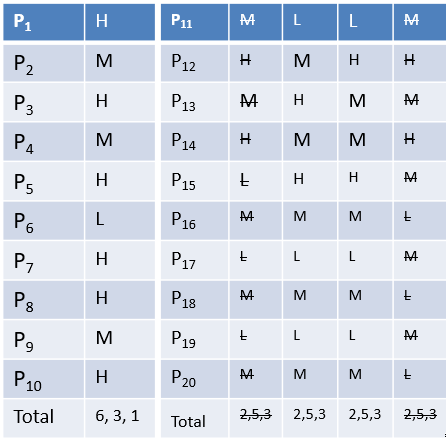 P1 H P11 M L L M
P2 M P12 H M H H
P3 H P13 M H M M
P4 M P14 H M M H
P5 H P15 L H H M
P6 L P16 M M M L
P7 H P17 L L L M
P8 H P18 M M M L
P9 M P19 L L L M
P10 H P20 M M M L
Total 6, 3, 1 Total 2,5,3 2,5,3 2,5,3 2,5,3